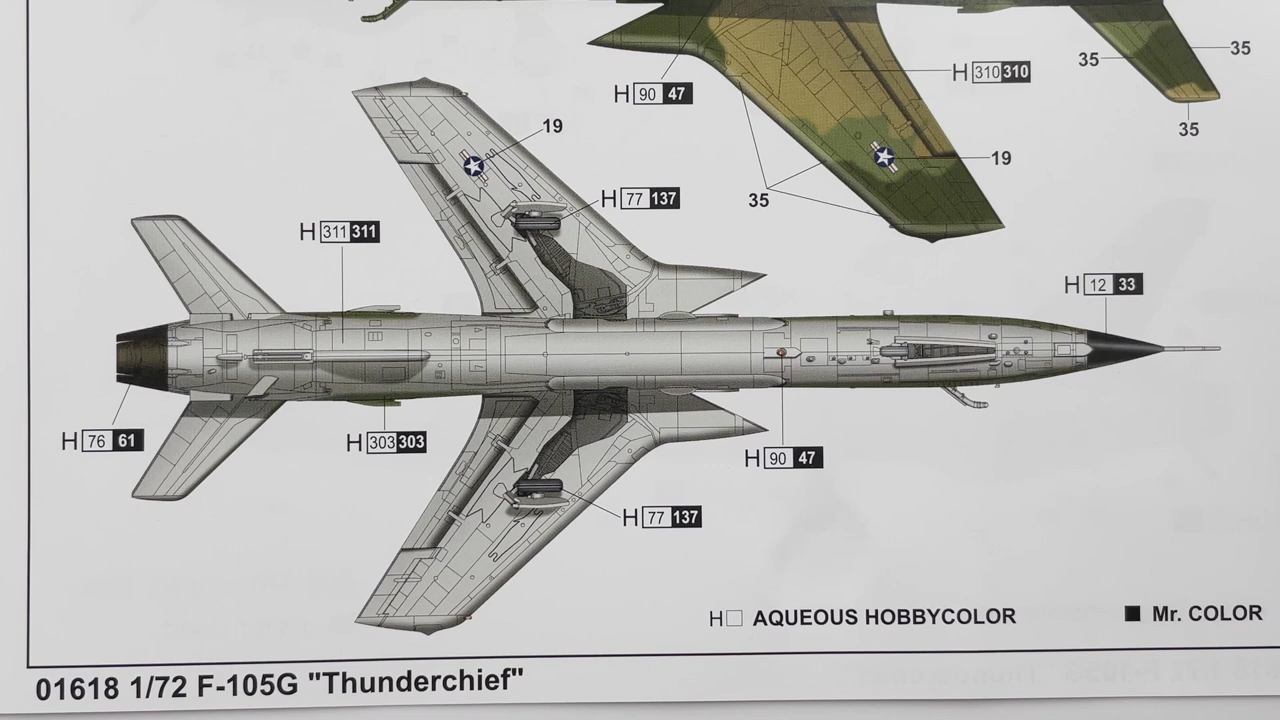 35
35
H 310 310
H 90 47
35
19
19
35
H 77 137
H 311 311
H 12 33
H 76 61
H 303 303
H 90 47
H 77 137
H□ AQUEOUS HOBBYCOLOR ■ Mr. COLOR
01618 1/72 F-105G "Thunderchief"